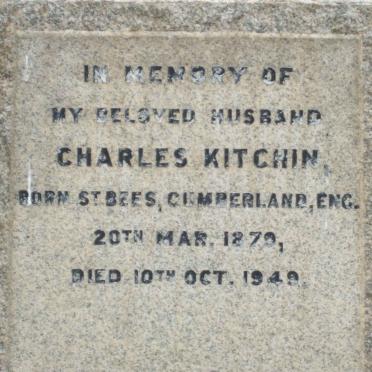 IN MEMORY OF
MY BELOVED HUSBAND
CHARLES KITCHIN,
BORN ST BEES, CUMBERLAND, ENG.
20TH MAR. 1879,
DIED 10TH OCT. 1949.